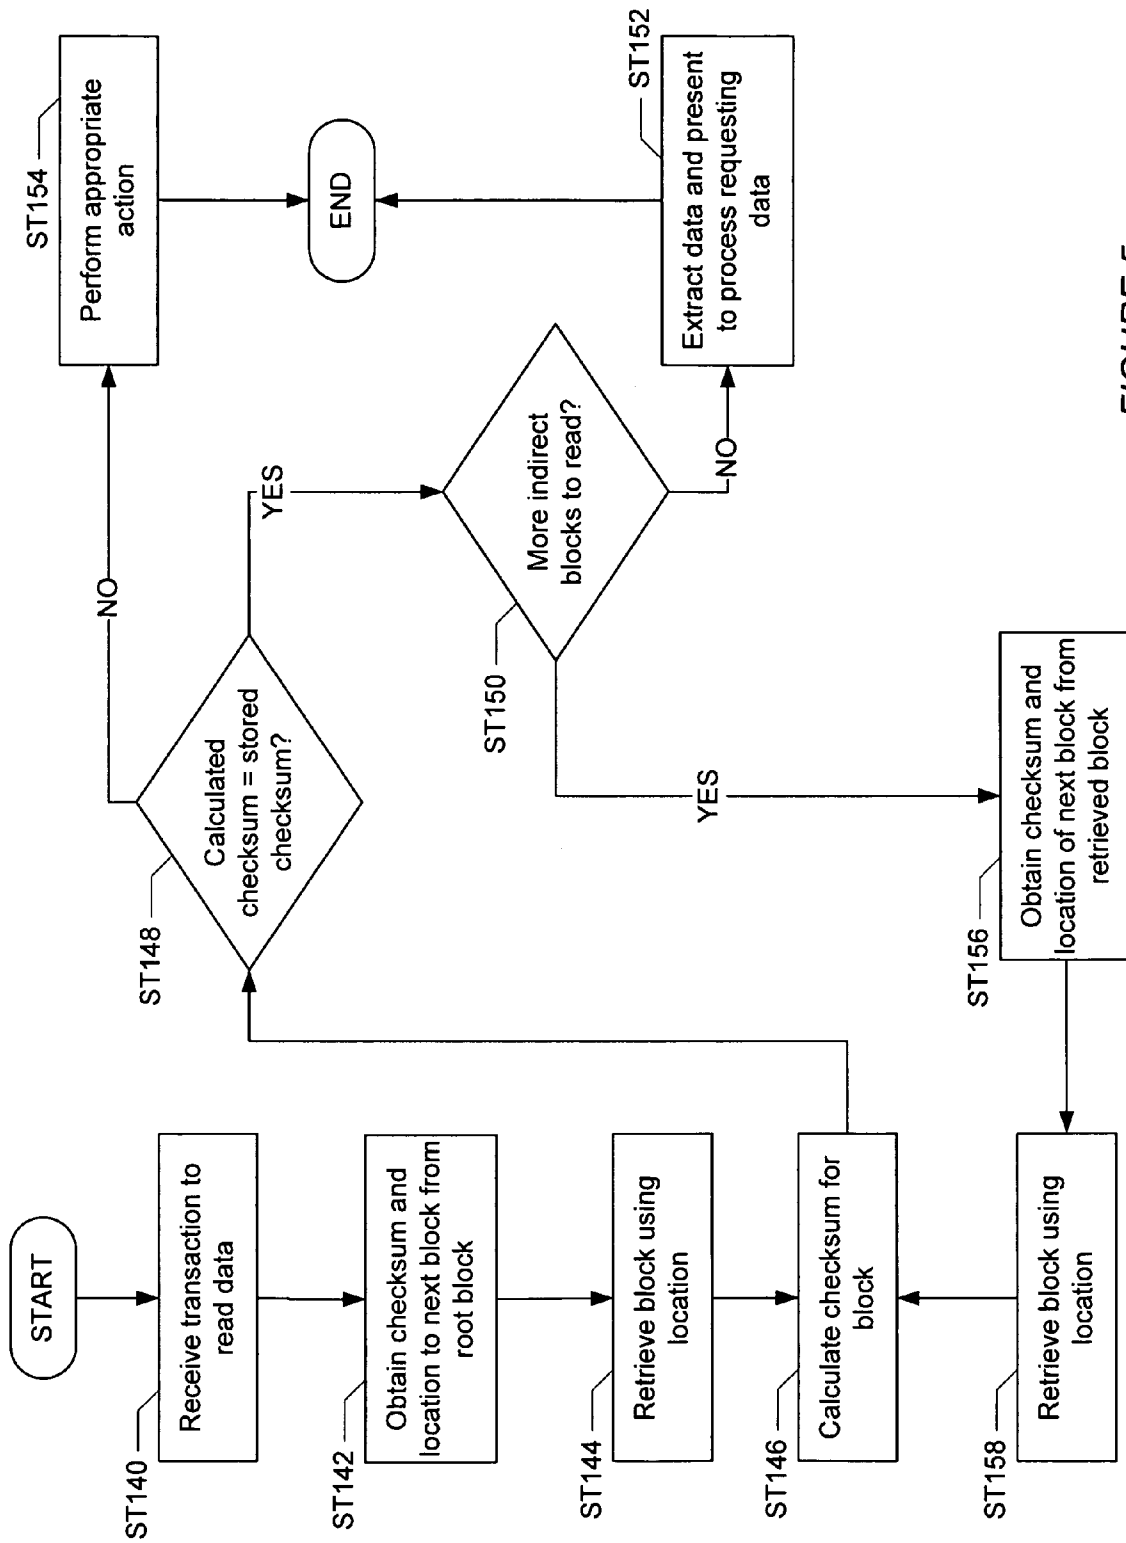 START
ST140
Receive transaction to
read data
ST142
Obtain checksum and
location to next block from
root block
ST144
Retrieve block using
location
ST146
Calculate checksum for
block
ST158
Retrieve block using
location
ST148
Calculated
checksum = stored
checksum?
NO
YES
ST154
Perform appropriate
action
END
ST150
More indirect
blocks to read?
NO
YES
ST152
Extract data and present
to process requesting
data
ST156
Obtain checksum and
location of next block from
retrieved block